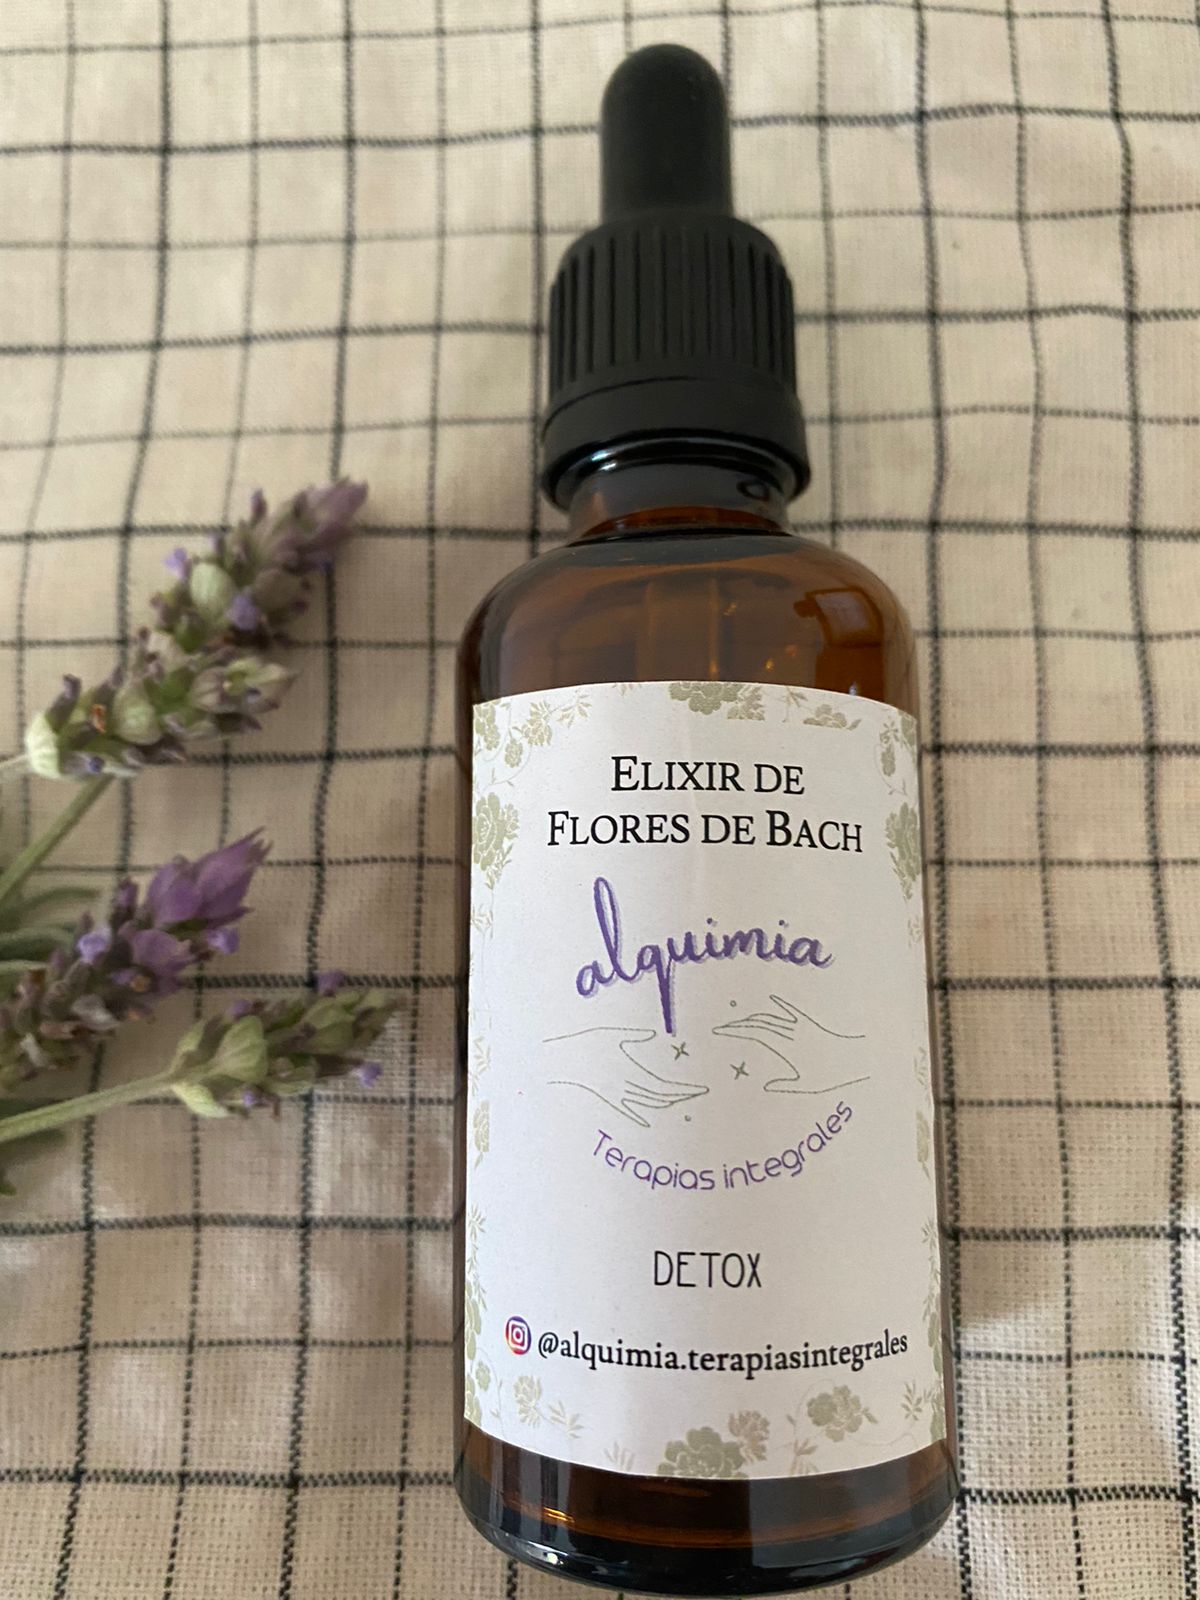 ELIXIR DE
FLORES DE BACH
alquimia
Terapias integrales
DETOX
@alquimia.terapiasintegrales